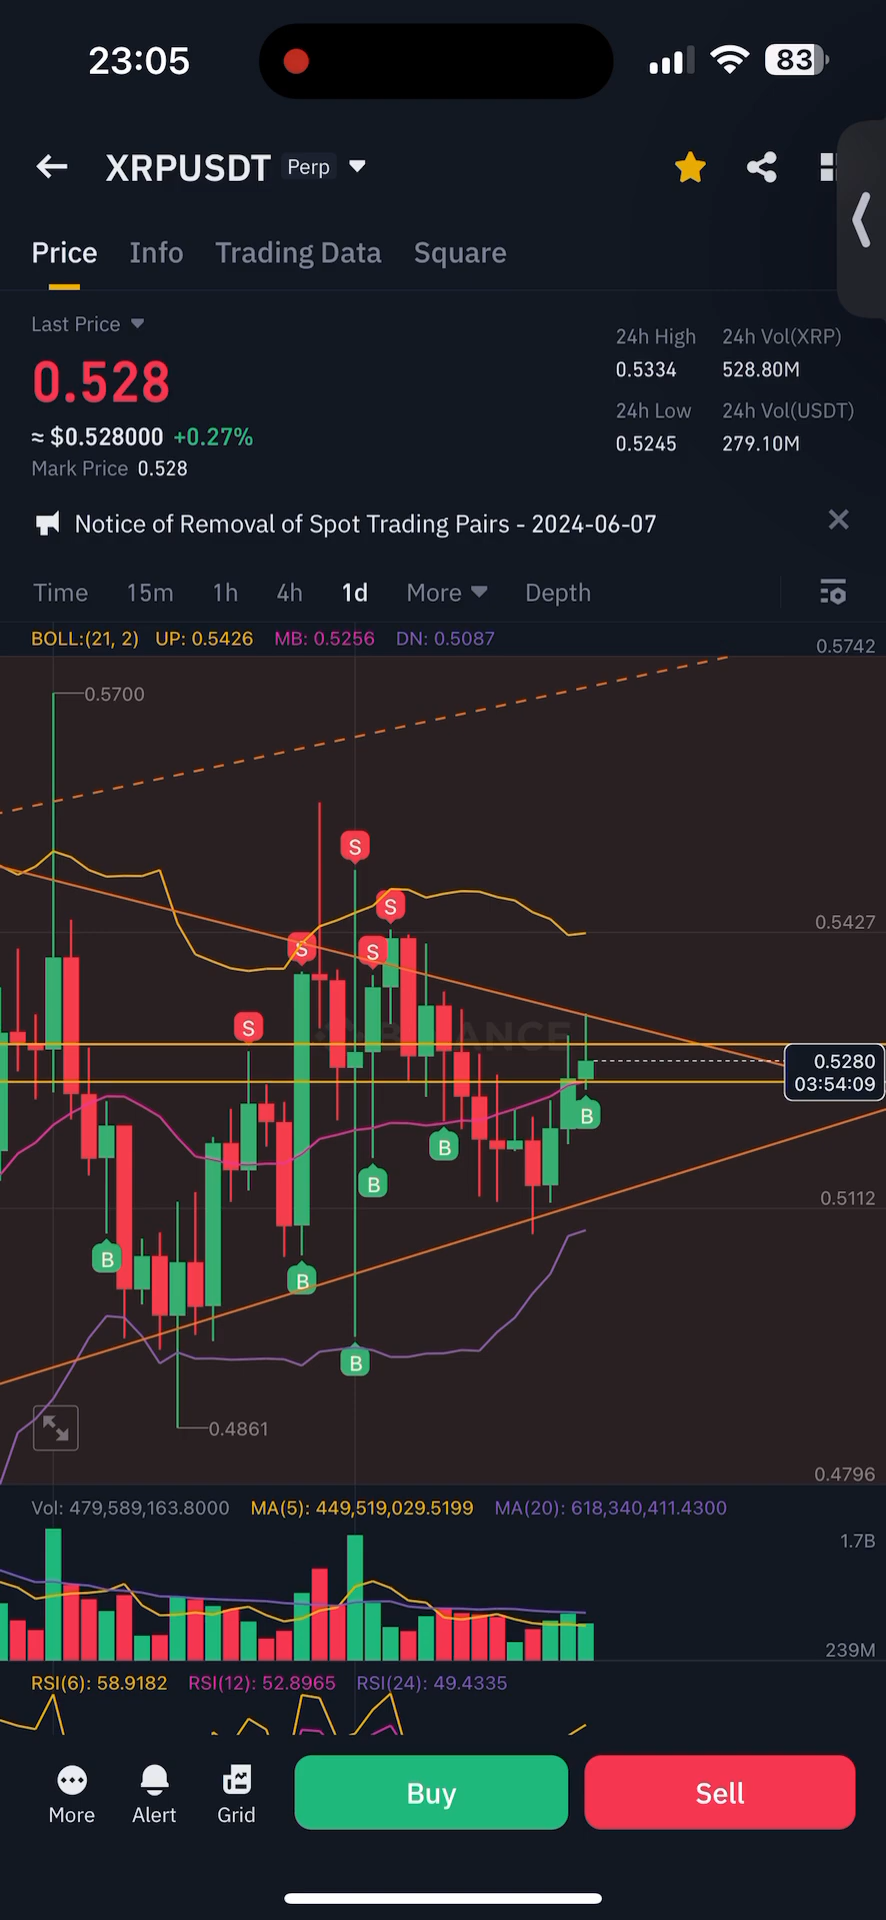 23:05
83
XRPUSDT Perp
Price Info Trading Data Square
Last Price
0.528
≈ $0.528000 +0.27%
Mark Price 0.528
24h High 24h Vol(XRP)
0.5334 528.80M
24h Low 24h Vol(USDT)
0.5245 279.10M
Notice of Removal of Spot Trading Pairs - 2024-06-07
Time 15m 1h 4h 1d More Depth
BOLL:(21, 2) UP: 0.5426 MB: 0.5256 DN: 0.5087
0.5742
0.5700
S
S
0.5427
S
S
S
BINANCE
0.5280
03:54:09
B
B
B
0.5112
B
B
B
0.4861
0.4796
Vol: 479,589,163.8000 MA(5): 449,519,029.5199 MA(20): 618,340,411.4300
1.7B
239M
RSI(6): 58.9182 RSI(12): 52.8965 RSI(24): 49.4335
More Alert Grid Buy Sell